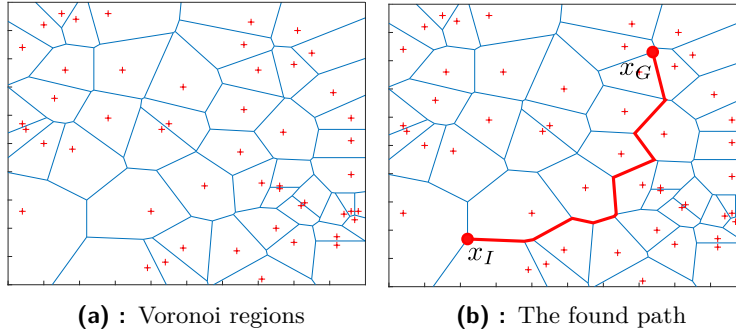 x_G
x_I
(a) : Voronoi regions
(b) : The found path